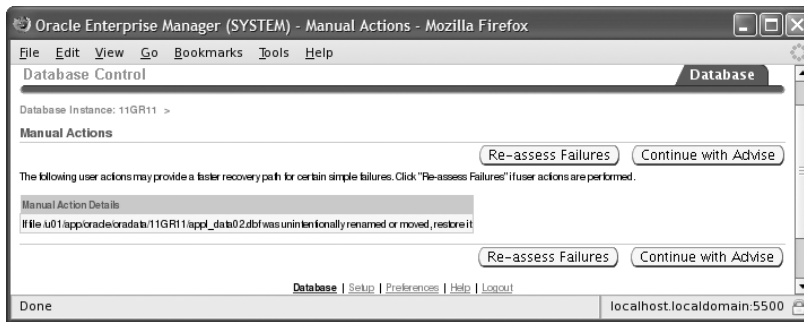 Oracle Enterprise Manager (SYSTEM) - Manual Actions - Mozilla Firefox
File Edit View Go Bookmarks Tools Help
Database Control Database
Database Instance: 11GR11 >
Manual Actions
Re-assess Failures Continue with Advise
The following user actions may provide a faster recovery path for certain simple failures. Click "Re-assess Failures" if user actions are performed.
Manual Action Details
If file /u01/app/oracle/oradata/11GR11/appl_data02.dbf was unintentionally renamed or moved, restore it
Re-assess Failures Continue with Advise
Database | Setup | Preferences | Help | Logout
Done localhost.localdomain:5500